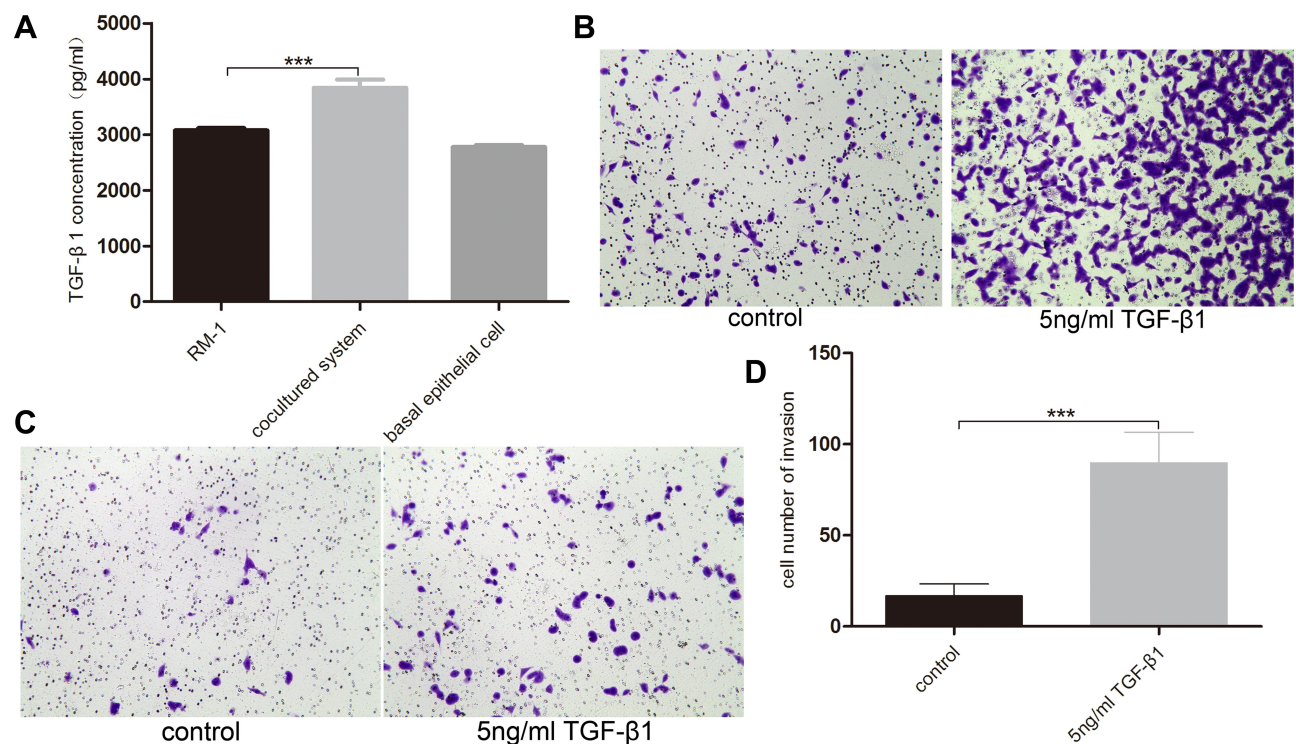 A
TGF-β 1 concentration（pg/ml）
5000
4000
3000
2000
1000
0
***
RM-1
cocultured system
basal epithelial cell
B
control
5ng/ml TGF-β1
C
control
5ng/ml TGF-β1
D
cell number of invasion
150
100
50
0
***
control
5ng/ml TGF-β1